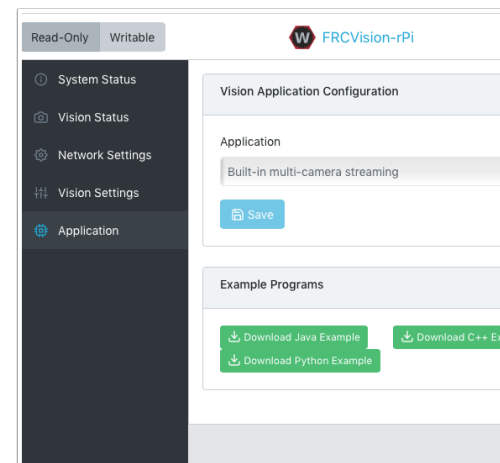 Read-Only Writable
W FRCVision-rPi
System Status
Vision Status
Network Settings
Vision Settings
Application
Vision Application Configuration
Application
Built-in multi-camera streaming
Save
Example Programs
Download Java Example
Download C++
Download Python Example